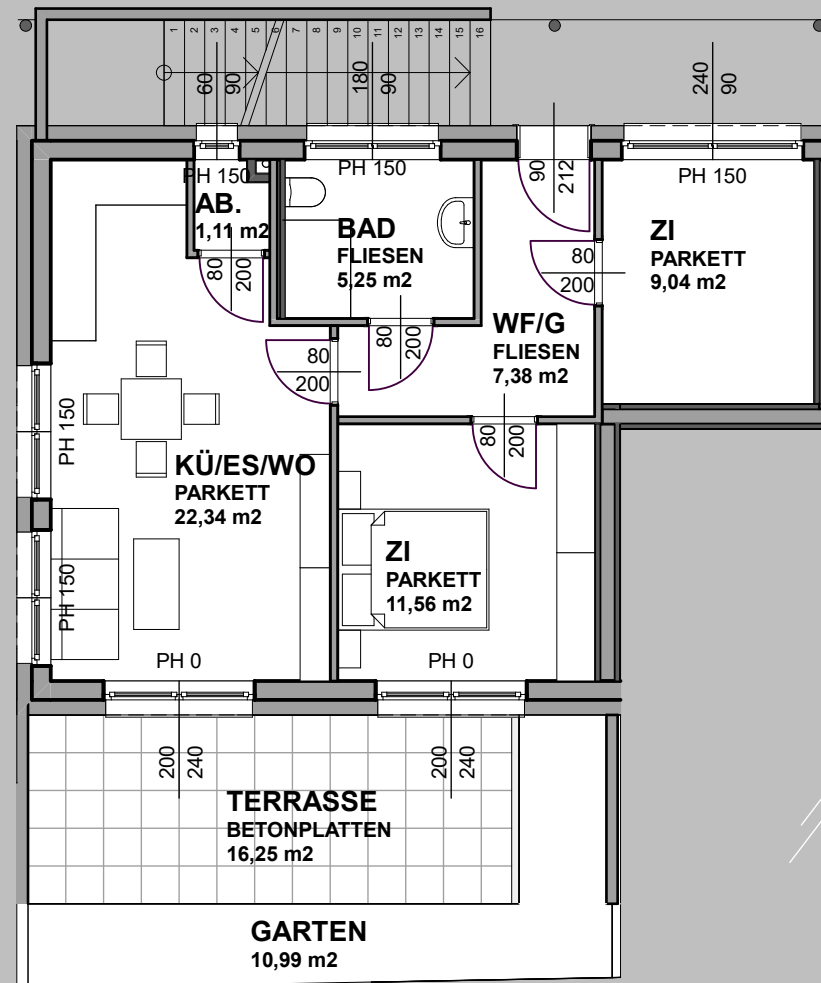 1 2 3 4 5 6 7 8 9 10 11 12 13 14 15 16
60
90
180
90
240
90
PH 150
PH 150
PH 150
90
212
AB.
1,11 m2
BAD
FLIESEN
5,25 m2
ZI
PARKETT
9,04 m2
80
200
80
200
80
200
80
200
WF/G
FLIESEN
7,38 m2
PH 150
KÜ/ES/WO
PARKETT
22,34 m2
80
200
ZI
PARKETT
11,56 m2
PH 150
PH 0
PH 0
200
240
200
240
TERRASSE
BETONPLATTEN
16,25 m2
GARTEN
10,99 m2